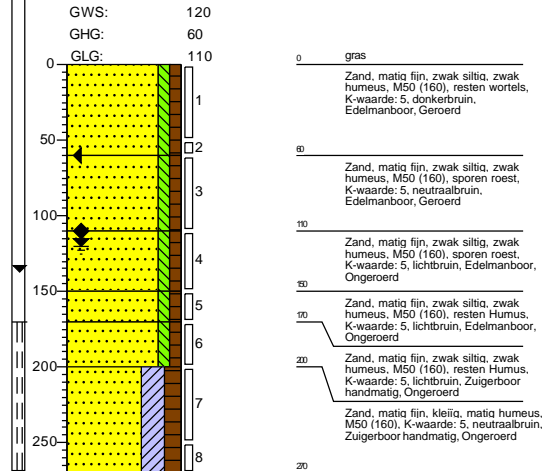 GWS: 120
GHG: 60
GLG: 110
0
50
100
150
200
250
1
2
3
4
5
6
7
8
0 gras
Zand, matig fijn, zwak siltig, zwak
humeus, M50 (160), resten wortels,
K-waarde: 5, donkerbruin,
Edelmanboor, Geroerd
60
Zand, matig fijn, zwak siltig, zwak
humeus, M50 (160), sporen roest,
K-waarde: 5, neutraalbruin,
Edelmanboor, Geroerd
110
Zand, matig fijn, zwak siltig, zwak
humeus, M50 (160), sporen roest,
K-waarde: 5, lichtbruin, Edelmanboor,
Ongeroerd
150
Zand, matig fijn, zwak siltig, zwak
humeus, M50 (160), resten Humus,
K-waarde: 5, lichtbruin, Edelmanboor,
Ongeroerd
170
Zand, matig fijn, zwak siltig, zwak
humeus, M50 (160), resten Humus,
K-waarde: 5, lichtbruin, Zuigerboor
handmatig, Ongeroerd
200
Zand, matig fijn, kleiïg, matig humeus,
M50 (160), K-waarde: 5, neutraalbruin,
Zuigerboor handmatig, Ongeroerd
270